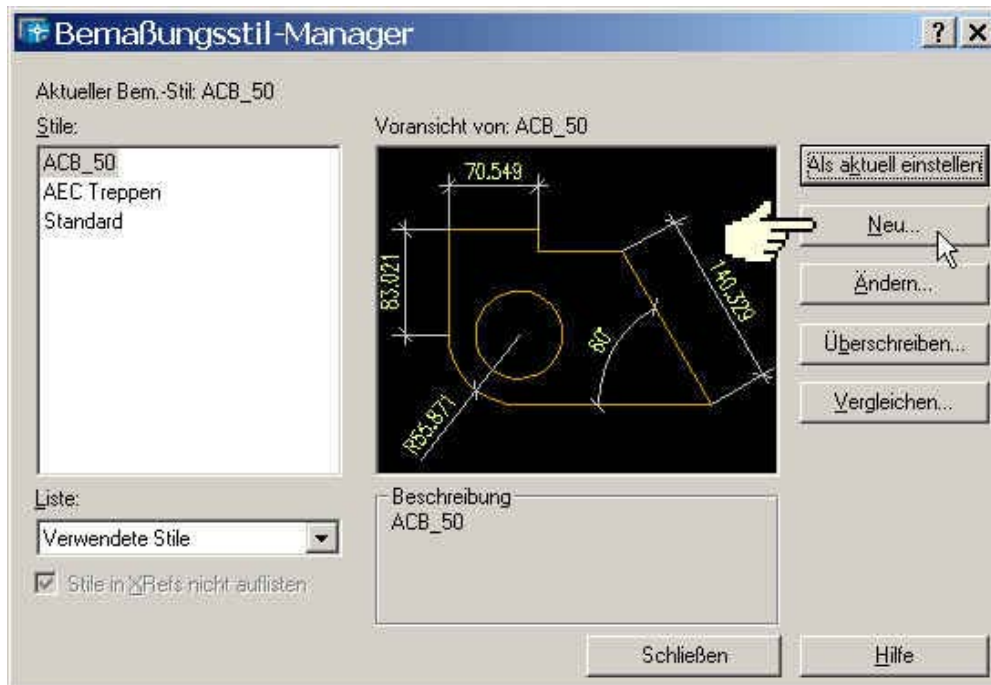 Bemaßungsstil-Manager
Aktueller Bem.-Stil: ACB_50
Stile:
ACB_50
AEC Treppen
Standard
Voransicht von: ACB_50
70.549
83.021
140.329
60°
R55.871
Als aktuell einstellen
Neu...
Ändern...
Überschreiben...
Vergleichen...
Liste:
Verwendete Stile
Stile in XRefs nicht auflisten
Beschreibung
ACB_50
Schließen
Hilfe